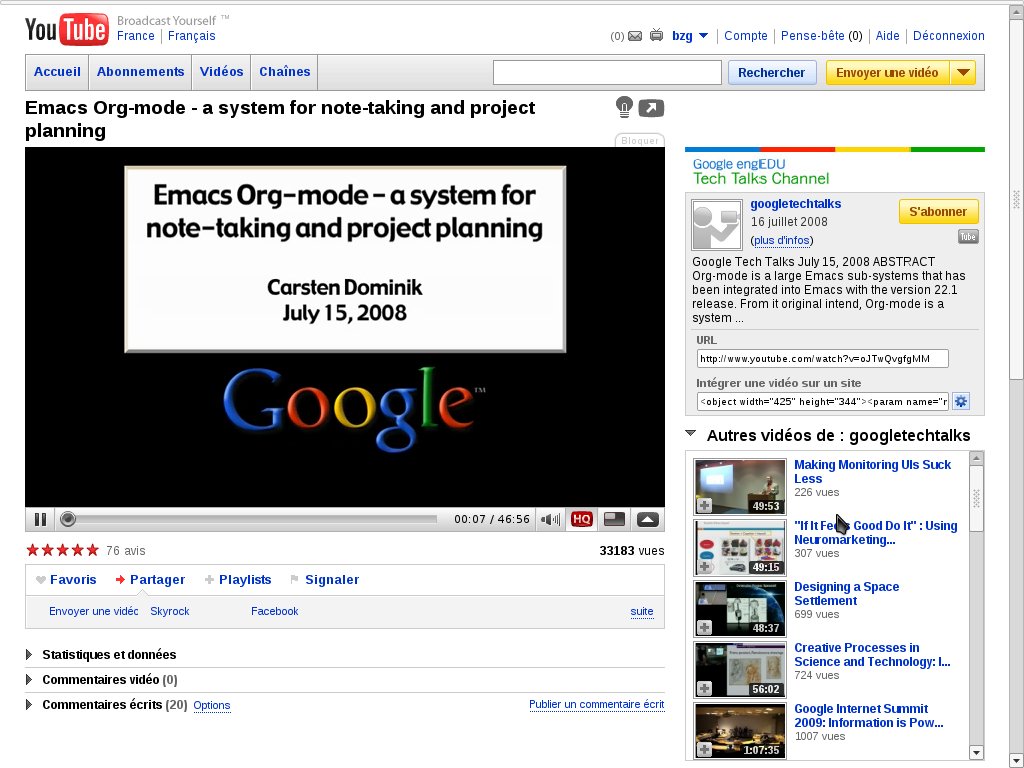 YouTube
Broadcast Yourself ™
France | Français
(0) bzg Compte | Pense-bête (0) | Aide | Déconnexion
Accueil Abonnements Vidéos Chaînes
Rechercher Envoyer une vidéo
Emacs Org-mode - a system for note-taking and project
planning
Bloquer
Emacs Org-mode - a system for
note-taking and project planning
Carsten Dominik
July 15, 2008
Google™
00:07 / 46:56
HQ
76 avis
33183 vues
Favoris Partager Playlists Signaler
Envoyer une vidéo Skyrock Facebook suite
Statistiques et données
Commentaires vidéo (0)
Commentaires écrits (20) Options
Publier un commentaire écrit
Google engEDU
Tech Talks Channel
googletechtalks
16 juillet 2008
(plus d'infos)
S'abonner
Tube
Google Tech Talks July 15, 2008 ABSTRACT
Org-mode is a large Emacs sub-systems that has
been integrated into Emacs with the version 22.1
release. From it original intend, Org-mode is a
system ...
URL
http://www.youtube.com/watch?v=oJTwQvgfgMM
Intégrer une vidéo sur un site
<object width="425" height="344"><param name="r
Autres vidéos de : googletechtalks
49:53
Making Monitoring UIs Suck
Less
226 vues
49:15
"If It Feels Good Do It" : Using
Neuromarketing...
307 vues
48:37
Designing a Space
Settlement
699 vues
56:02
Creative Processes in
Science and Technology: I...
724 vues
1:07:35
Google Internet Summit
2009: Information is Pow...
1007 vues